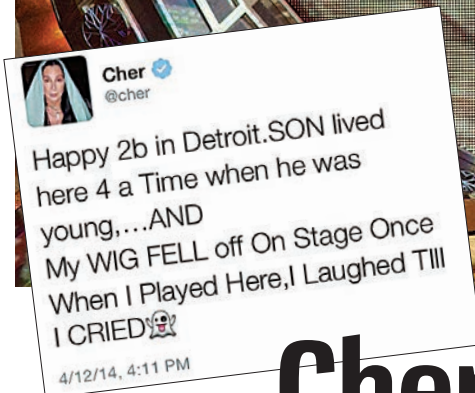 Cher
@cher
Happy 2b in Detroit.SON lived
here 4 a Time when he was
young,...AND
My WIG FELL off On Stage Once
When I Played Here,I Laughed TIll
I CRIED👻
4/12/14, 4:11 PM
Cher